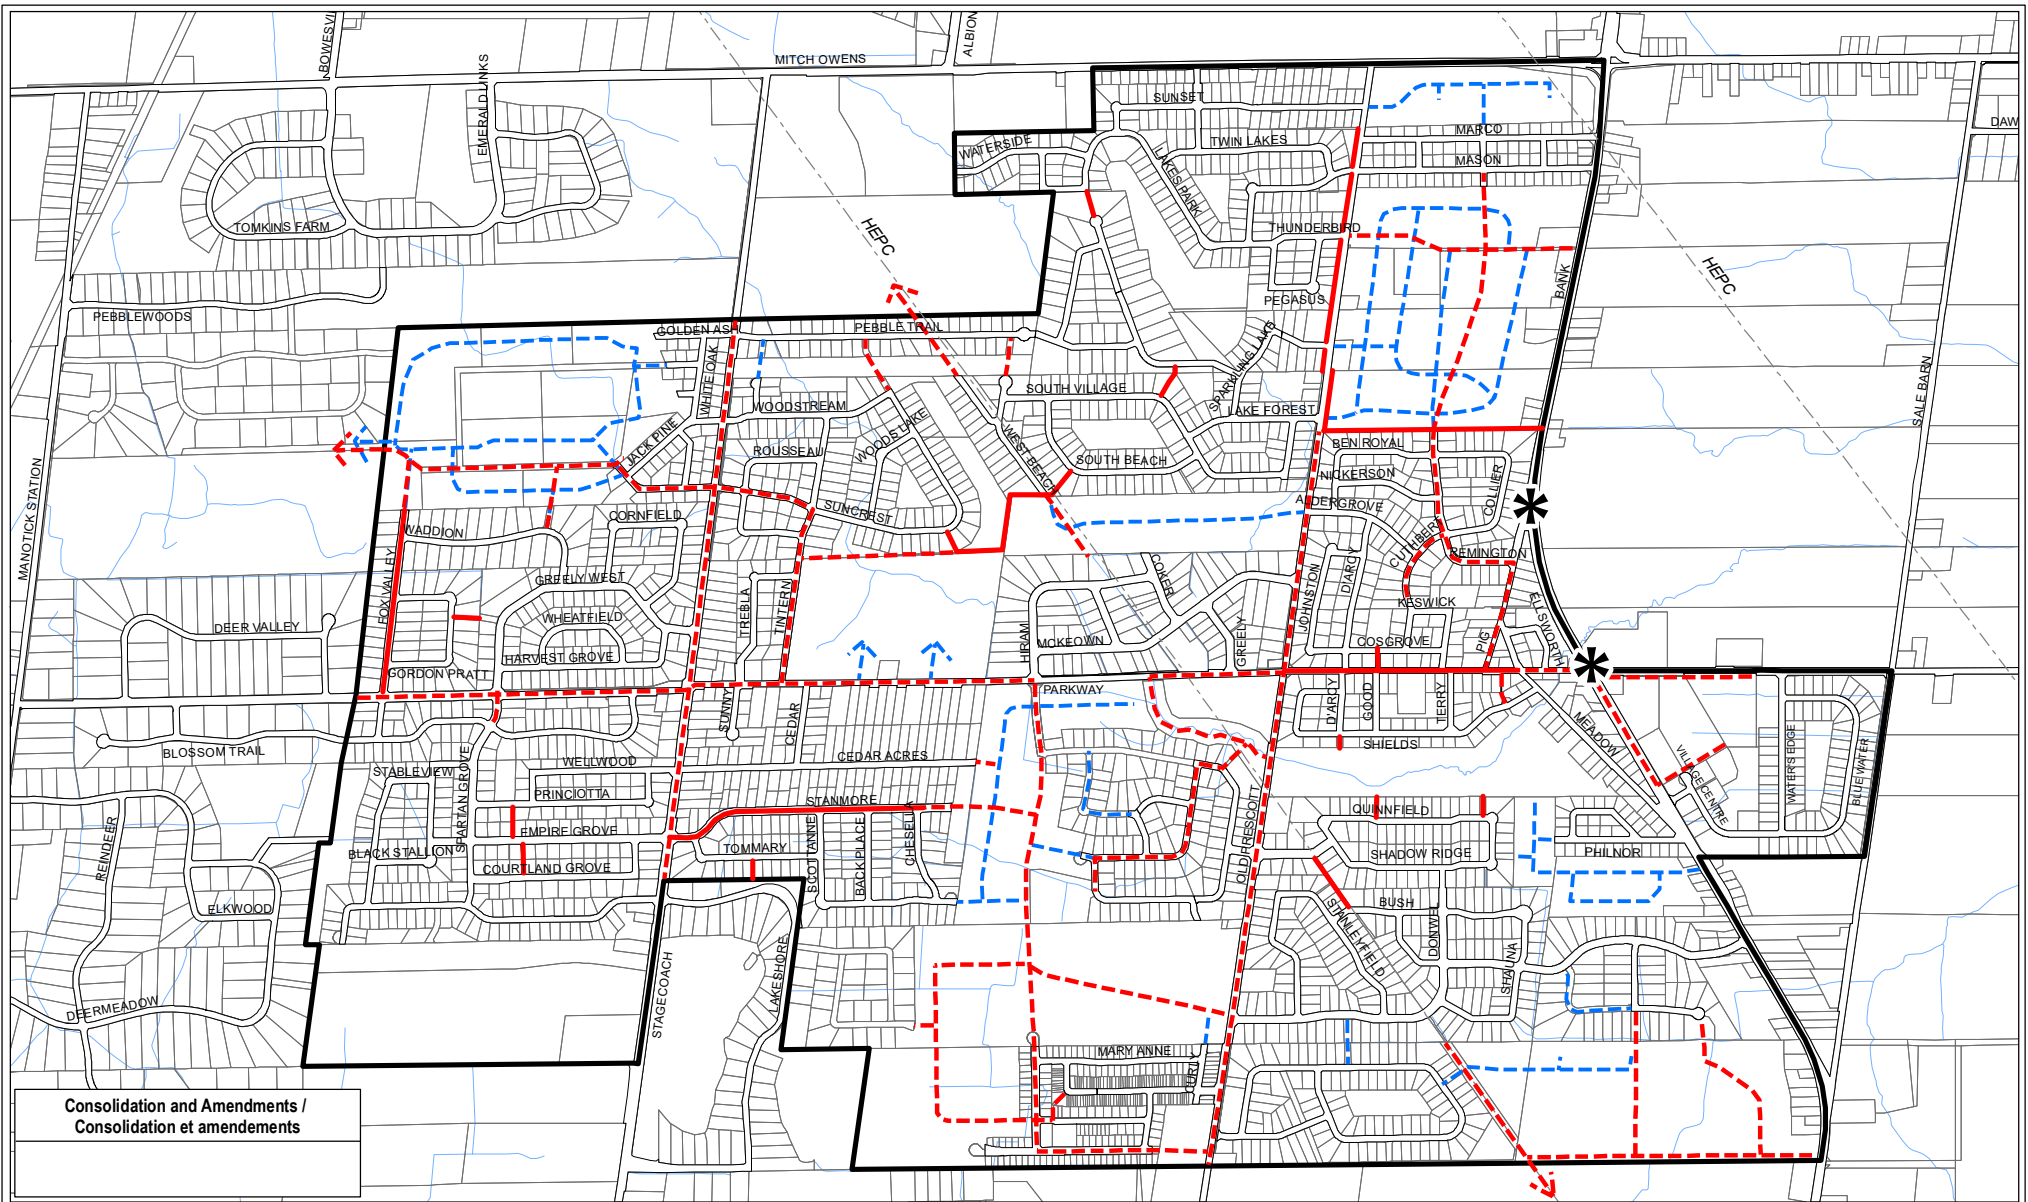 BOWESVI
ALBION
MITCH OWENS
EMERALD LINKS
SUNSET
DAW
MARCO
TWIN LAKES
WATERSIDE
MASON
LAKES PARK
TOMKINS FARM
THUNDERBIRD
HEPC
HEPC
BANK
PEGASUS
PEBBLEWOODS
GOLDEN ASH
PEBBLE TRAIL
SPARKLING LAKE
WHITE OAK
SOUTH VILLAGE
SALE BARN
WOODSTREAM
LAKE FOREST
WOODS LAKE
JACK PINE
ROUSSEAU
WEST BEACH
BEN ROYAL
SOUTH BEACH
NICKERSON
COLLIER
MANOTICK STATION
ALDERGROVE
SUNCREST
CORNFIELD
WADDION
CUTHBERT
REMINGTON
FOX VALLEY
COKER
D'ARCY
GREELY WEST
JOHNSTON
KESWICK
TREBLA
TINTERN
ELLSWORTH
WHEATFIELD
DEER VALLEY
HIRAM
MCKEOWN
GREELY
COSGROVE
PIG
HARVEST GROVE
GORDON PRATT
PARKWAY
SUNNY
CEDAR
D'ARCY
GOOD
TERRY
MEADOW
BLOSSOM TRAIL
CEDAR ACRES
SHIELDS
VILLAGE CENTRE
WATER'S EDGE
BLUEWATER
WELLWOOD
STABLEVIEW
SPARTAN GROVE
PRINCIOTTA
STANMORE
QUINNFIELD
OLD PRESCOTT
EMPIRE GROVE
REINDEER
BLACK STALLION
TOMMARY
SCOTTANNE
BACK PLACE
CHESELIA
SHADOW RIDGE
PHILNOR
COURTLAND GROVE
ELKWOOD
BUSH
STANLEYFIELD
DONWEL
SHAUNA
LAKESHORE
STAGECOACH
DEERMEADOW
MARY ANNE
CURLY
Consolidation and Amendments /
Consolidation et amendements